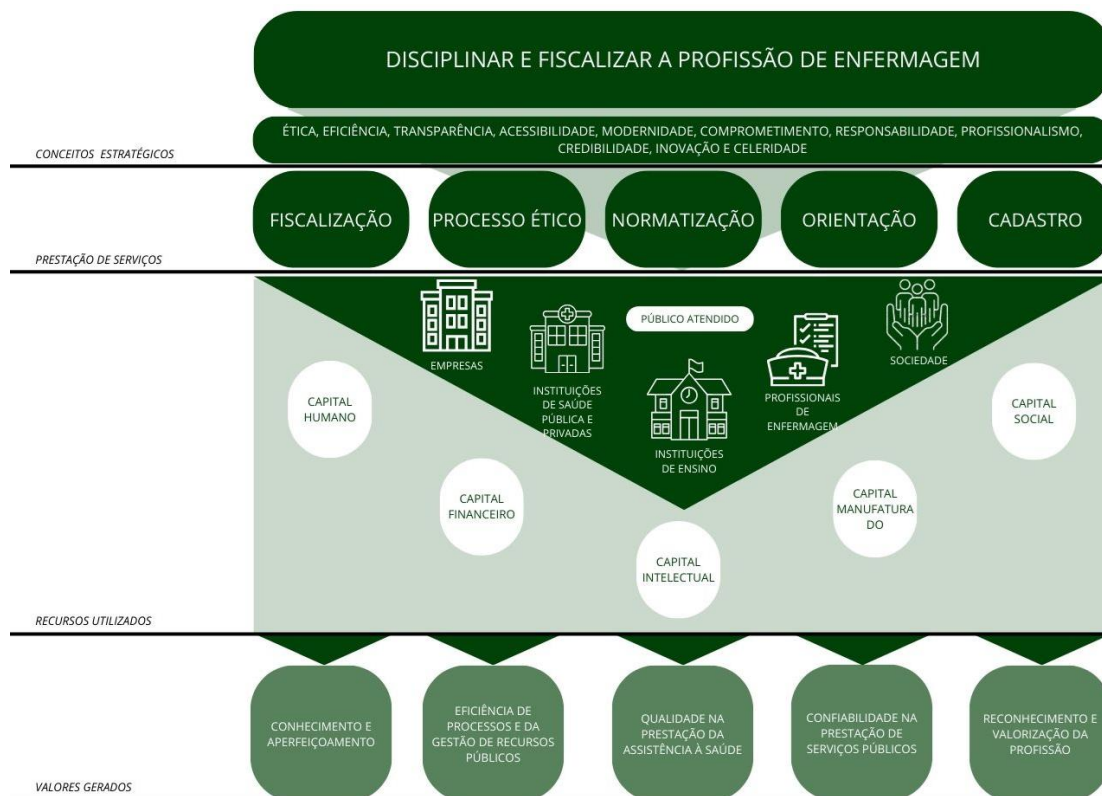 DISCIPLINAR E FISCALIZAR A PROFISSÃO DE ENFERMAGEM
ÉTICA, EFICIÊNCIA, TRANSPARÊNCIA, ACESSIBILIDADE, MODERNIDADE, COMPROMETIMENTO, RESPONSABILIDADE, PROFISSIONALISMO,
CREDIBILIDADE, INOVAÇÃO E CELERIDADE
CONCEITOS ESTRATÉGICOS
FISCALIZAÇÃO
PROCESSO ÉTICO
NORMATIZAÇÃO
ORIENTAÇÃO
CADASTRO
PRESTAÇÃO DE SERVIÇOS
PÚBLICO ATENDIDO
EMPRESAS
INSTITUIÇÕES
DE SAÚDE
PÚBLICA E
PRIVADAS
INSTITUIÇÕES
DE ENSINO
PROFISSIONAIS
DE
ENFERMAGEM
SOCIEDADE
CAPITAL
HUMANO
CAPITAL
FINANCEIRO
CAPITAL
INTELECTUAL
CAPITAL
MANUFATURA
DO
CAPITAL
SOCIAL
RECURSOS UTILIZADOS
CONHECIMENTO E
APERFEIÇOAMENTO
EFICIÊNCIA DE
PROCESSOS E DA
GESTÃO DE RECURSOS
PÚBLICOS
QUALIDADE NA
PRESTAÇÃO DA
ASSISTÊNCIA À SAÚDE
CONFIABILIDADE NA
PRESTAÇÃO DE
SERVIÇOS PÚBLICOS
RECONHECIMENTO E
VALORIZAÇÃO DA
PROFISSÃO
VALORES GERADOS